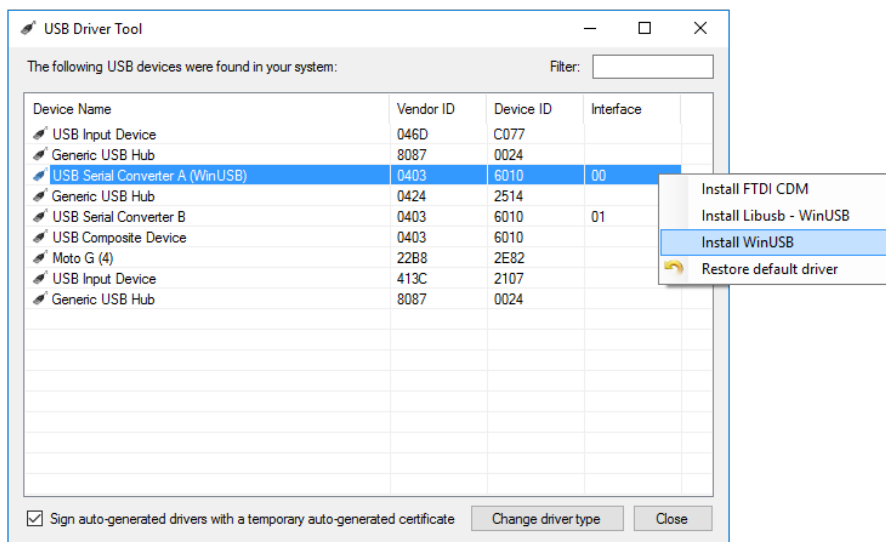 USB Driver Tool
The following USB devices were found in your system: Filter:
Device Name Vendor ID Device ID Interface
USB Input Device 046D C077
Generic USB Hub 8087 0024
USB Serial Converter A (WinUSB) 0403 6010 00
Generic USB Hub 0424 2514
USB Serial Converter B 0403 6010 01
USB Composite Device 0403 6010
Moto G (4) 22B8 2E82
USB Input Device 413C 2107
Generic USB Hub 8087 0024
Install FTDI CDM
Install Libusb - WinUSB
Install WinUSB
Restore default driver
Sign auto-generated drivers with a temporary auto-generated certificate Change driver type Close